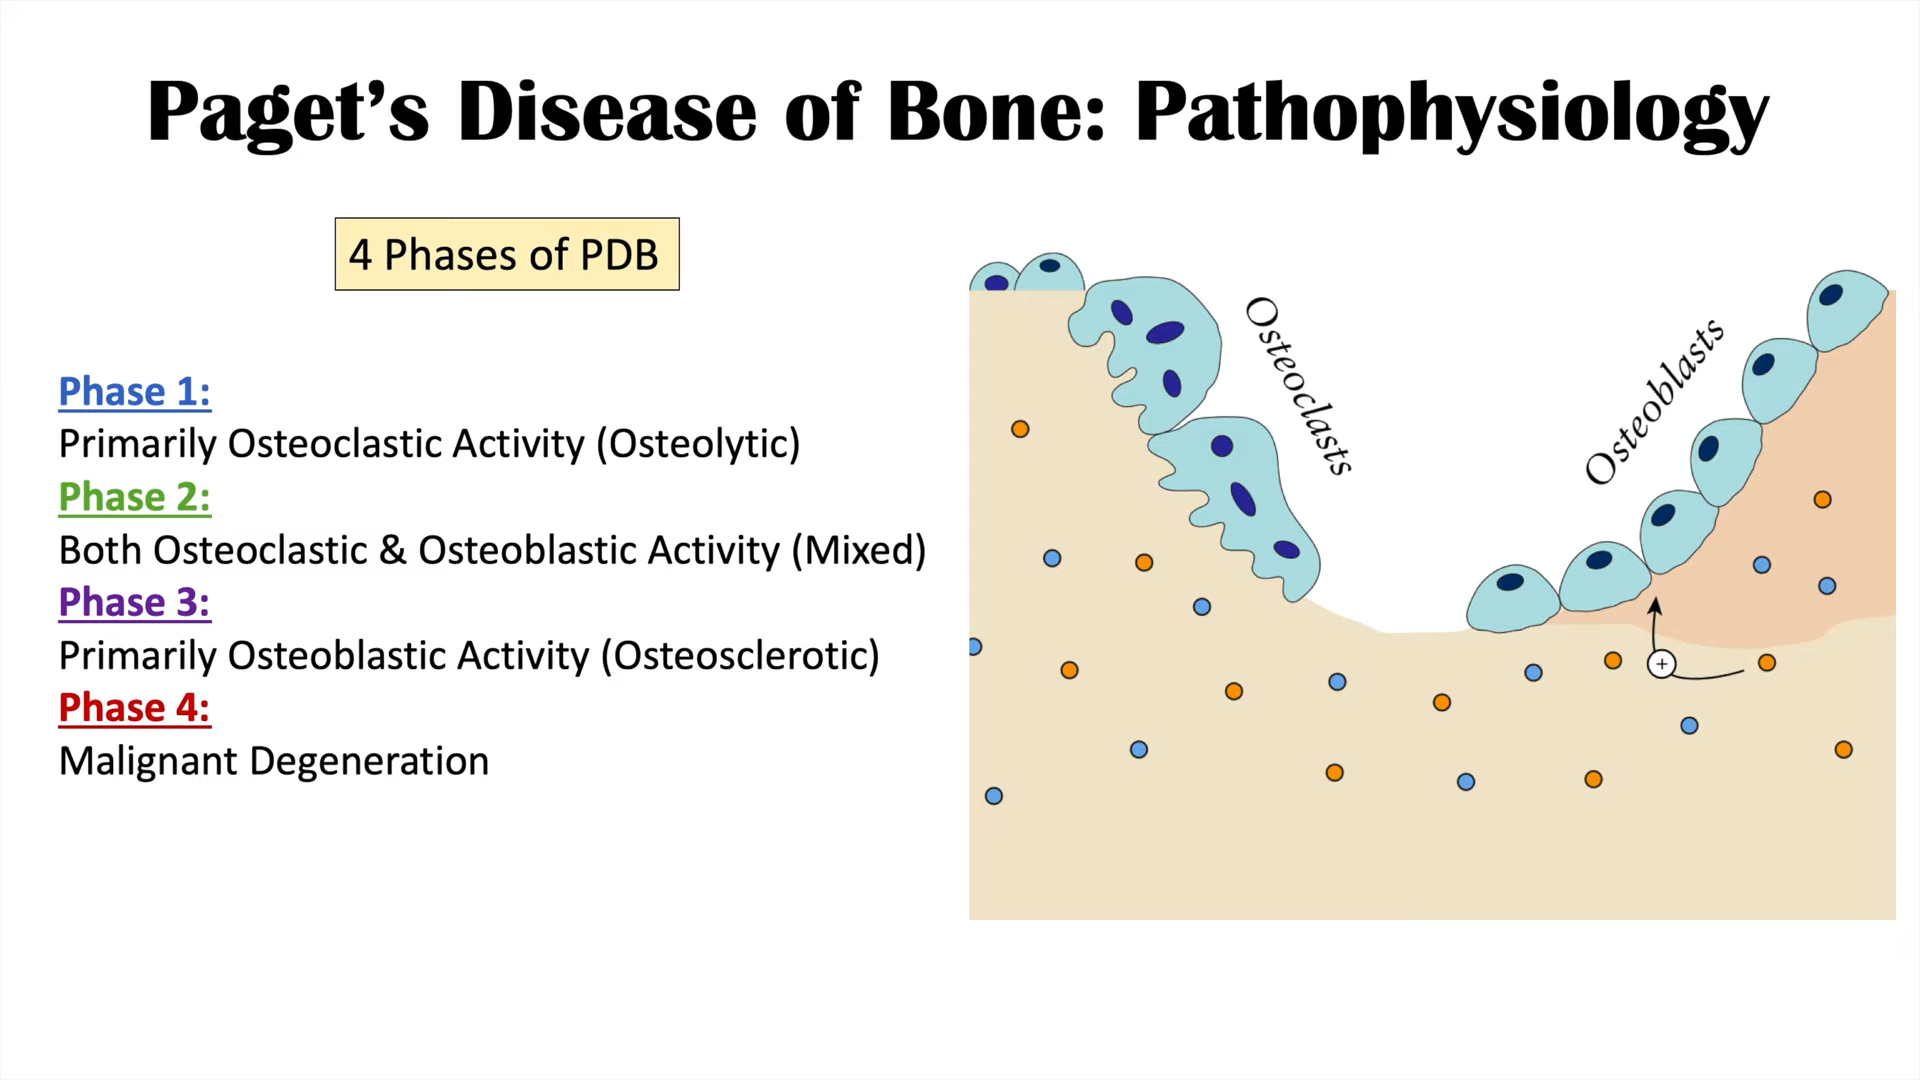 Paget’s Disease of Bone: Pathophysiology
4 Phases of PDB
Phase 1:
Primarily Osteoclastic Activity (Osteolytic)
Phase 2:
Both Osteoclastic & Osteoblastic Activity (Mixed)
Phase 3:
Primarily Osteoblastic Activity (Osteosclerotic)
Phase 4:
Malignant Degeneration
Osteoclasts
Osteoblasts
+